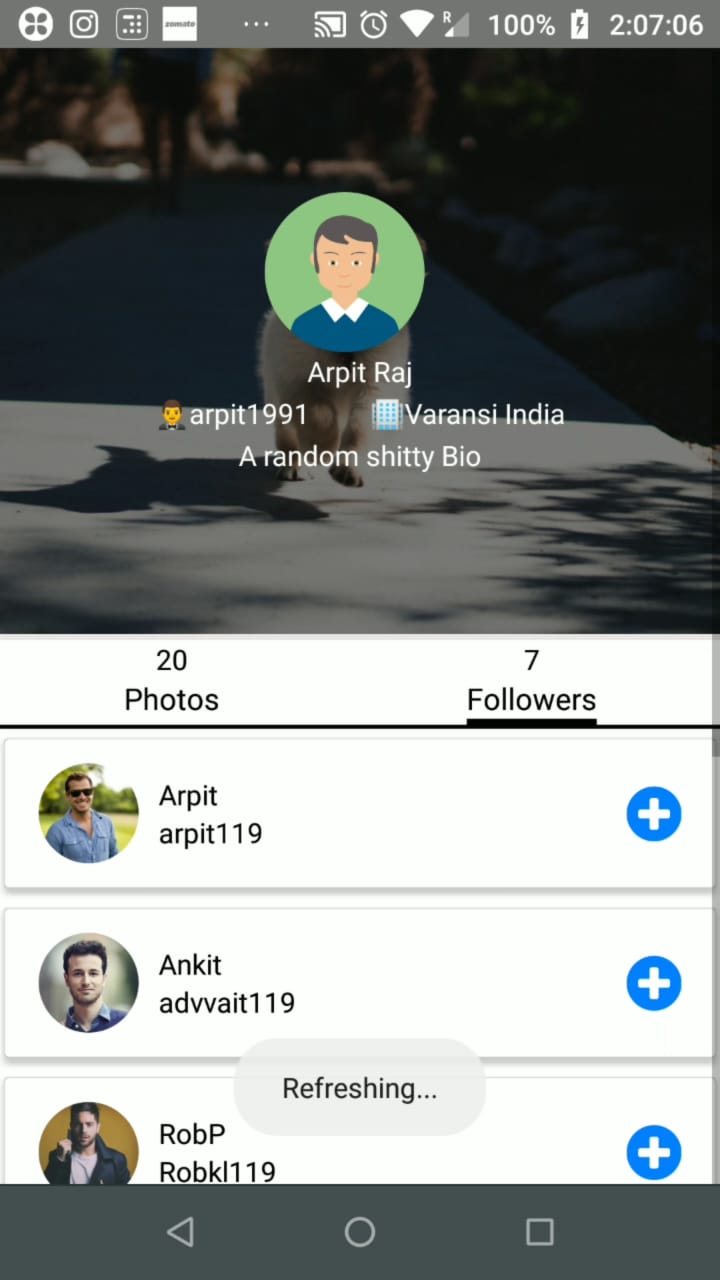 zomato
R
100%
2:07:06
Arpit Raj
arpit1991
Varansi India
A random shitty Bio
20
Photos
7
Followers
Arpit
arpit119
Ankit
advvait119
Refreshing...
RobP
Robkl119